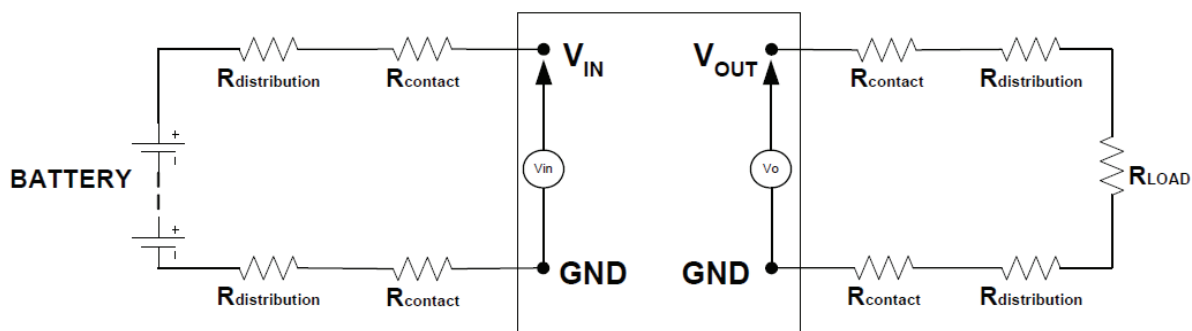 VIN VOUT
Rdistribution Rcontact Rcontact Rdistribution
+
BATTERY Vin Vo RLOAD
+
GND GND
Rdistribution Rcontact Rcontact Rdistribution